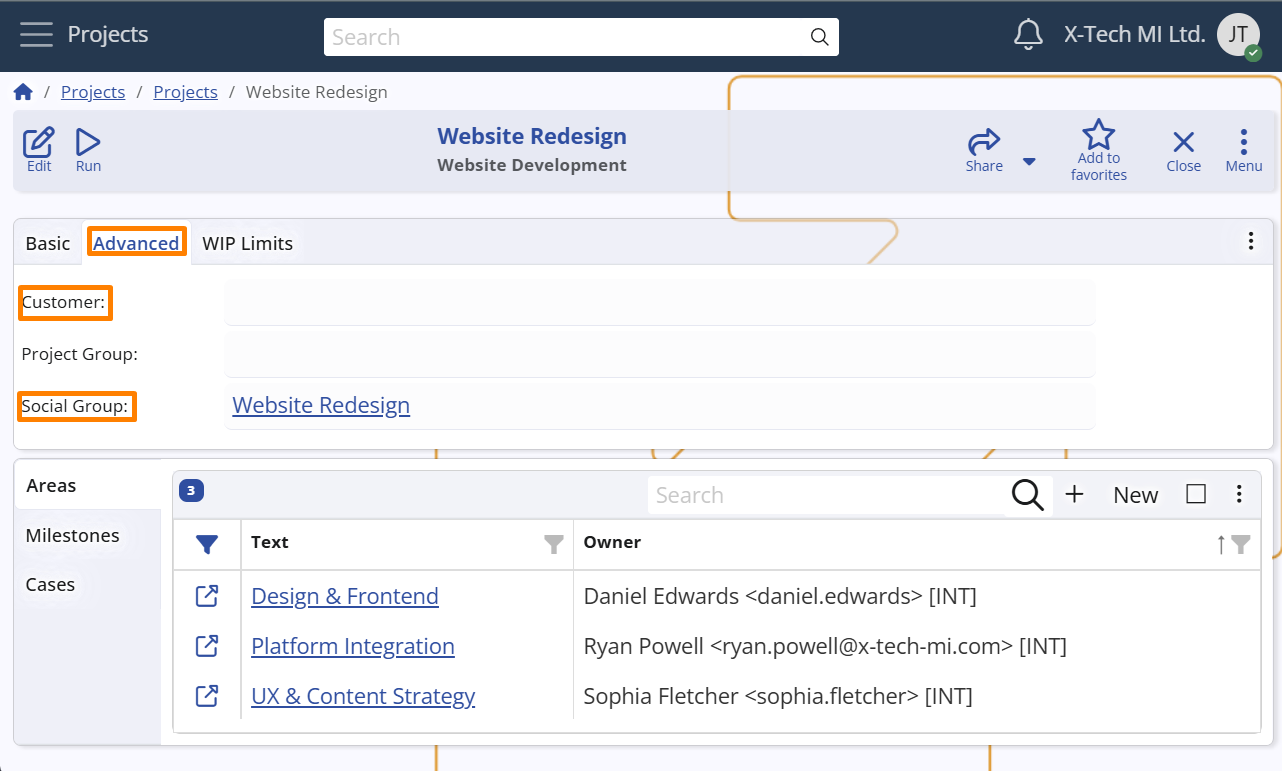 Projects
Search
X-Tech MI Ltd.
JT
/ Projects / Projects / Website Redesign
Edit
Run
Website Redesign
Website Development
Share
Add to
favorites
Close
Menu
Basic
Advanced
WIP Limits
Customer:
Project Group:
Social Group:
Website Redesign
Areas
Milestones
Cases
3
Search
New
Text
Owner
Design & Frontend
Daniel Edwards <daniel.edwards> [INT]
Platform Integration
Ryan Powell <ryan.powell@x-tech-mi.com> [INT]
UX & Content Strategy
Sophia Fletcher <sophia.fletcher> [INT]